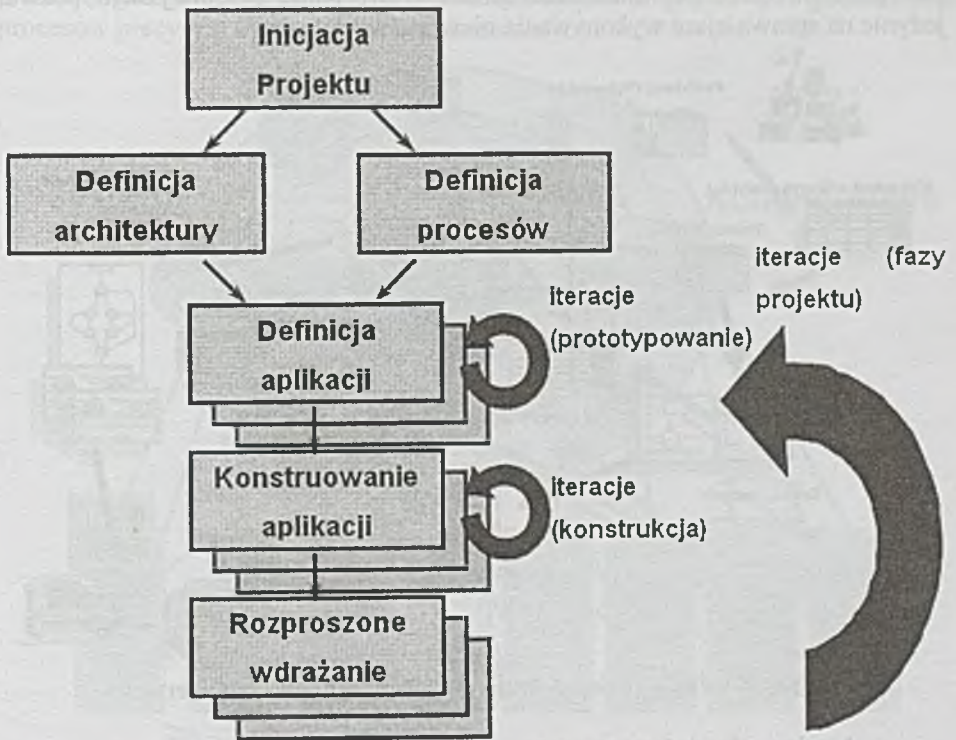 Inicjacja
Projektu
Definicja
architektury
Definicja
procesów
iteracje (fazy
projektu)
iteracje
(prototypowanie)
Definicja
aplikacji
Konstruowanie
aplikacji
iteracje
(konstrukcja)
Rozproszone
wdrażanie